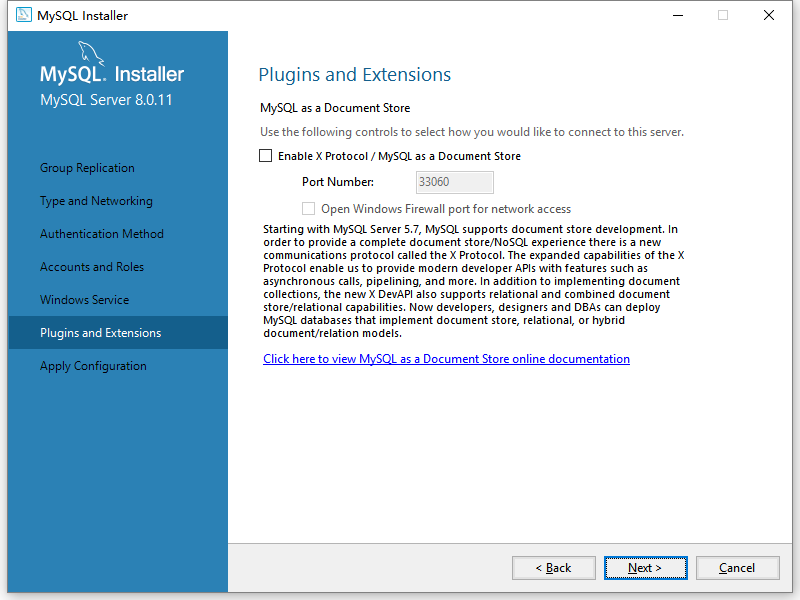 MySQL Installer
MySQL. Installer
MySQL Server 8.0.11
Group Replication
Type and Networking
Authentication Method
Accounts and Roles
Windows Service
Plugins and Extensions
Apply Configuration
Plugins and Extensions
MySQL as a Document Store
Use the following controls to select how you would like to connect to this server.
Enable X Protocol / MySQL as a Document Store
Port Number: 33060
Open Windows Firewall port for network access
Starting with MySQL Server 5.7, MySQL supports document store development. In
order to provide a complete document store/NoSQL experience there is a new
communications protocol called the X Protocol. The expanded capabilities of the X
Protocol enable us to provide modern developer APIs with features such as
asynchronous calls, pipelining, and more. In addition to implementing document
collections, the new X DevAPI also supports relational and combined document
store/relational capabilities. Now developers, designers and DBAs can deploy
MySQL databases that implement document store, relational, or hybrid
document/relation models.
Click here to view MySQL as a Document Store online documentation
< Back
Next >
Cancel